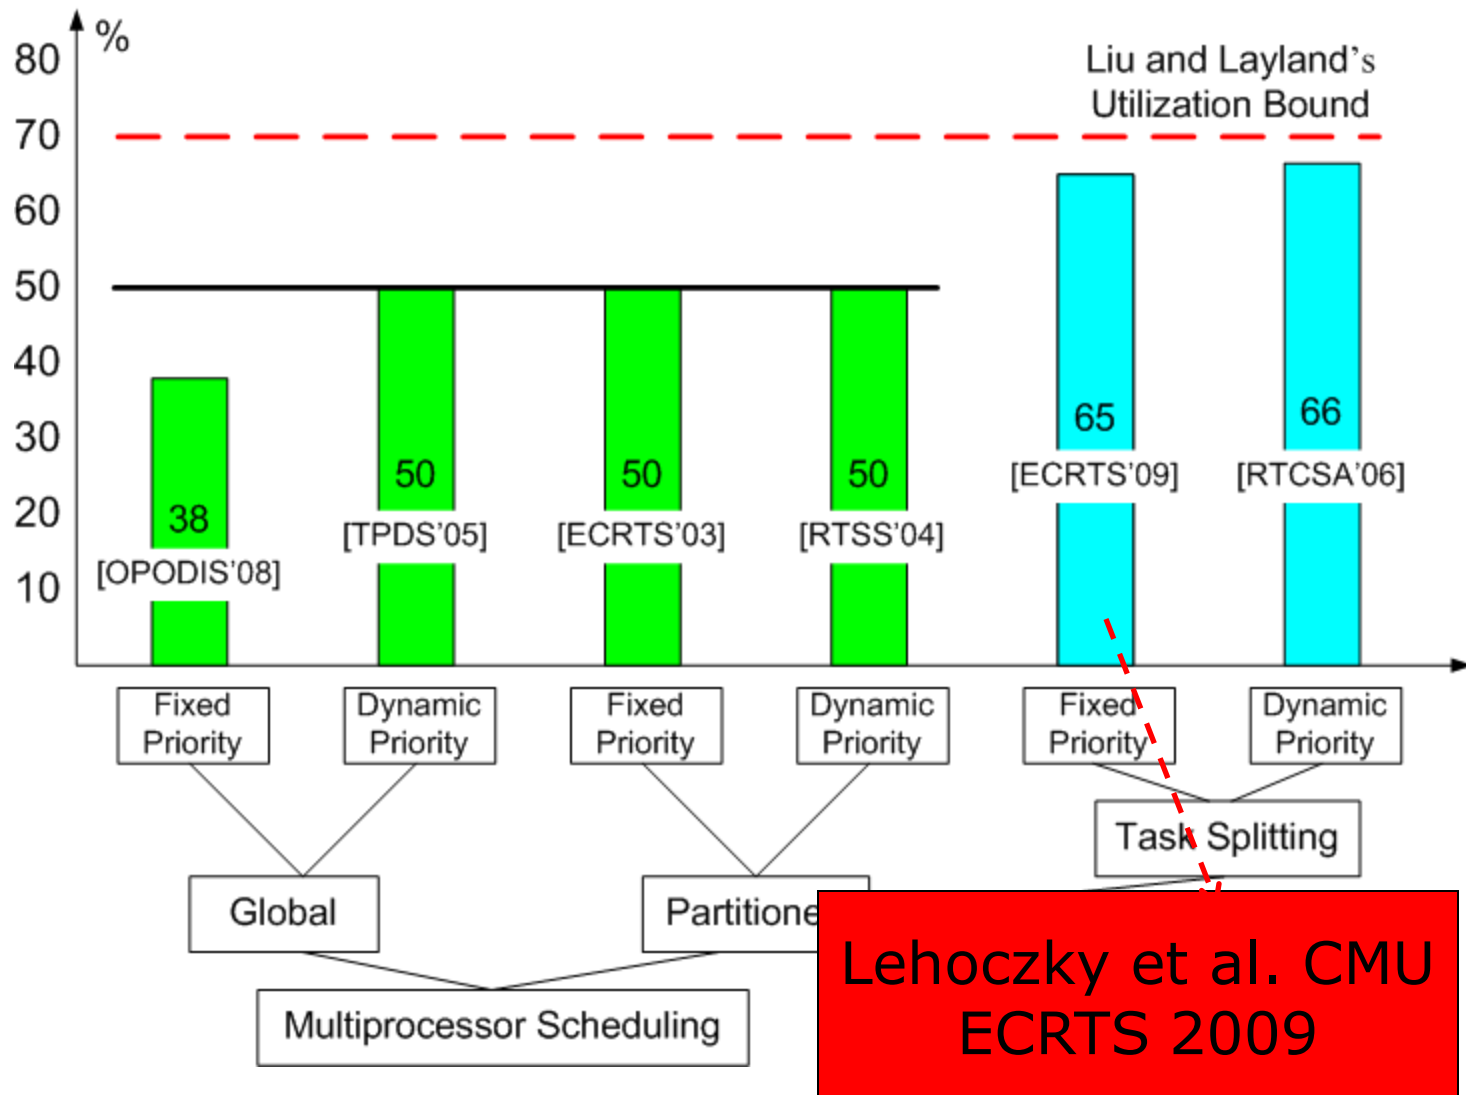 %
80
70
60
50
40
30
20
10
Liu and Layland's
Utilization Bound
38
[OPODIS'08]
50
[TPDS'05]
50
[ECRTS'03]
50
[RTSS'04]
65
[ECRTS'09]
66
[RTCSA'06]
Fixed
Priority
Dynamic
Priority
Fixed
Priority
Dynamic
Priority
Fixed
Priority
Dynamic
Priority
Task Splitting
Global
Partitione
Multiprocessor Scheduling
Lehoczky et al. CMU
ECRTS 2009